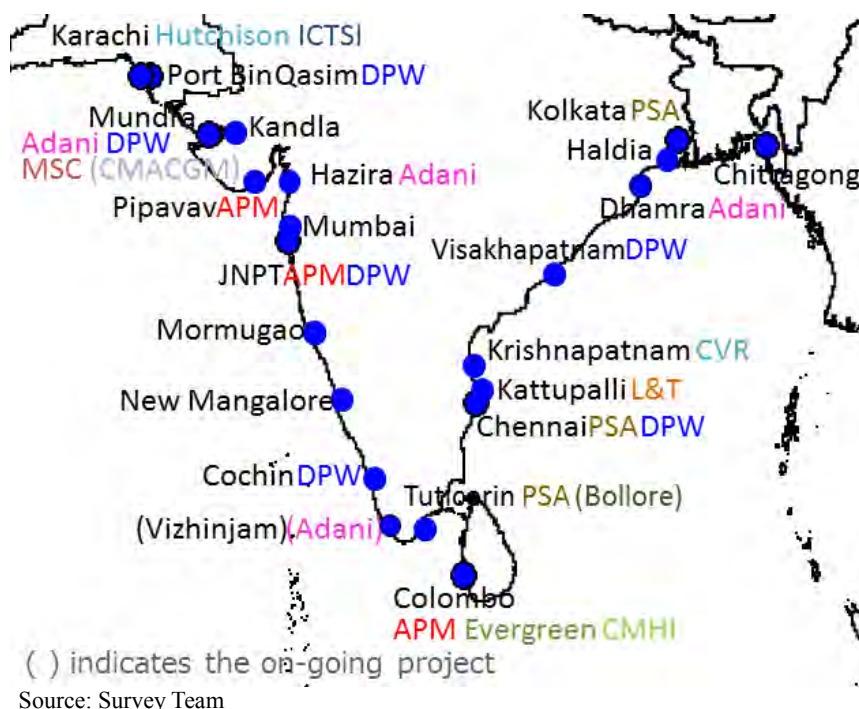 Karachi Hutchison ICTSI
Port Bin Qasim DPW
Mundra
Kandla
Adani DPW
MSC (CMACGM)
Hazira Adani
Pipavav APM
Mumbai
JNPT APM DPW
Mormugao
New Mangalore
Cochin DPW
(Vizhinjam) (Adani)
Kolkata PSA
Haldia
Chittagong
Dhamra Adani
Visakhapatnam DPW
Krishnapatnam CVR
Kattupalli L&T
Chennai PSA DPW
Tuticorin PSA (Bollore)
Colombo
APM Evergreen CMHI
( ) indicates the on-going project
Source: Survey Team